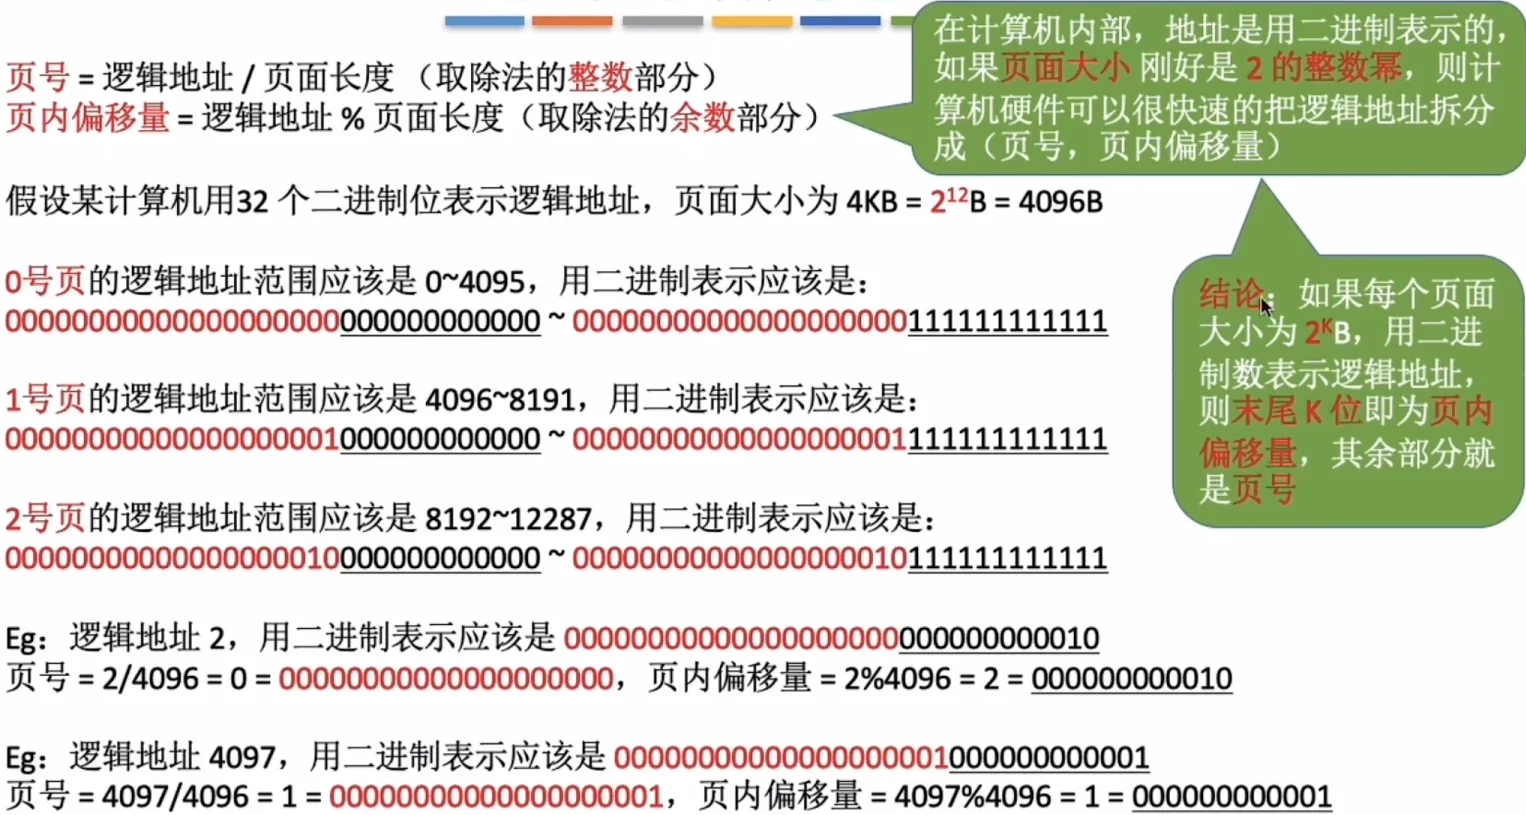 页号 = 逻辑地址 / 页面长度 （取除法的整数部分）
页内偏移量 = 逻辑地址 % 页面长度（取除法的余数部分）
在计算机内部，地址是用二进制表示的，
如果页面大小 刚好是 2 的整数幂，则计
算机硬件可以很快速的把逻辑地址拆分
成（页号，页内偏移量）
假设某计算机用32 个二进制位表示逻辑地址，页面大小为 4KB = 2¹²B = 4096B
0号页的逻辑地址范围应该是 0~4095，用二进制表示应该是：
00000000000000000000000000000000 ~ 00000000000000000000111111111111
1号页的逻辑地址范围应该是 4096~8191，用二进制表示应该是：
00000000000000000001000000000000 ~ 00000000000000000001111111111111
2号页的逻辑地址范围应该是 8192~12287，用二进制表示应该是：
00000000000000000010000000000000 ~ 00000000000000000010111111111111
结论：如果每个页面
大小为 2ᴷB，用二进
制数表示逻辑地址，
则末尾 K 位即为页内
偏移量，其余部分就
是页号
Eg：逻辑地址 2，用二进制表示应该是 00000000000000000000000000000010
页号 = 2/4096 = 0 = 00000000000000000000，页内偏移量 = 2%4096 = 2 = 000000000010
Eg：逻辑地址 4097，用二进制表示应该是 00000000000000000001000000000001
页号 = 4097/4096 = 1 = 00000000000000000001，页内偏移量 = 4097%4096 = 1 = 000000000001